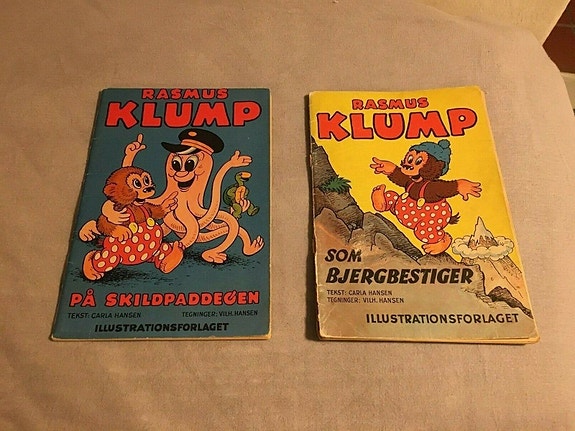 RASMUS
KLUMP
PÅ SKILDPADDEØEN
TEKST: CARLA HANSEN TEGNINGER: VILH. HANSEN
ILLUSTRATIONSFORLAGET
RASMUS
KLUMP
SOM
BJERGBESTIGER
TEKST: CARLA HANSEN
TEGNINGER: VILH. HANSEN
ILLUSTRATIONSFORLAGET